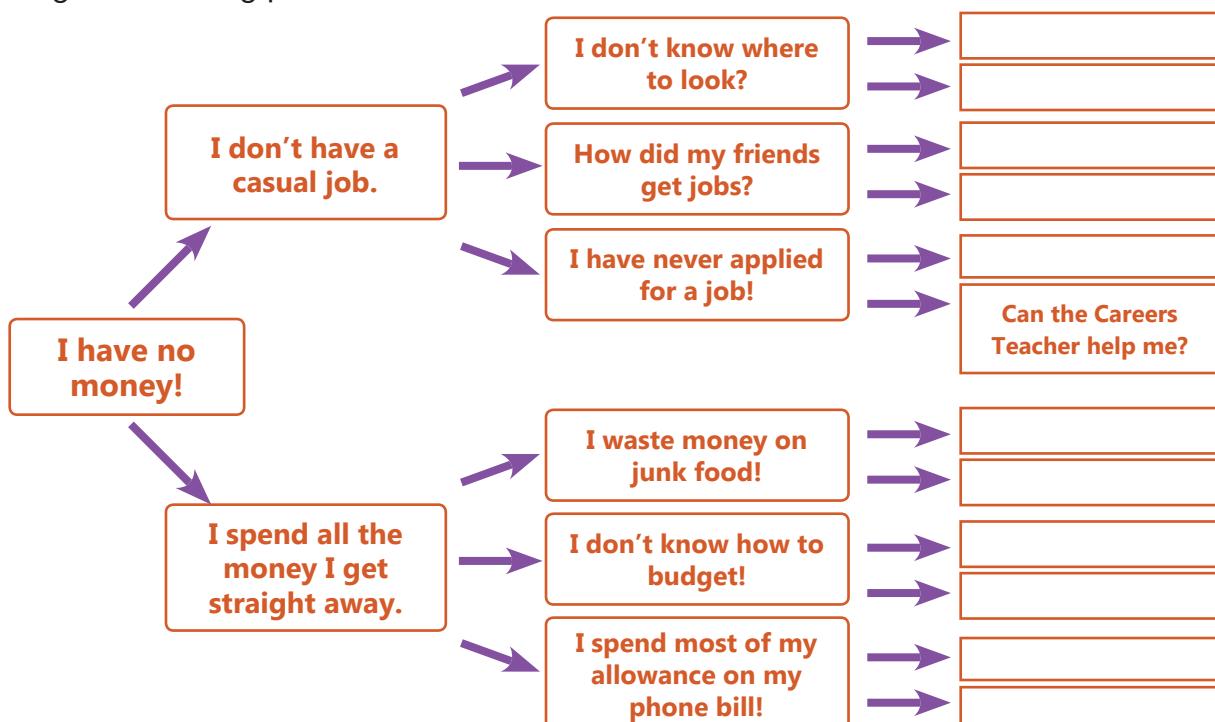 I don't know where
to look?
I don't have a
casual job.
How did my friends
get jobs?
I have never applied
for a job!
Can the Careers
Teacher help me?
I have no
money!
I waste money on
junk food!
I spend all the
money I get
straight away.
I don't know how to
budget!
I spend most of my
allowance on my
phone bill!